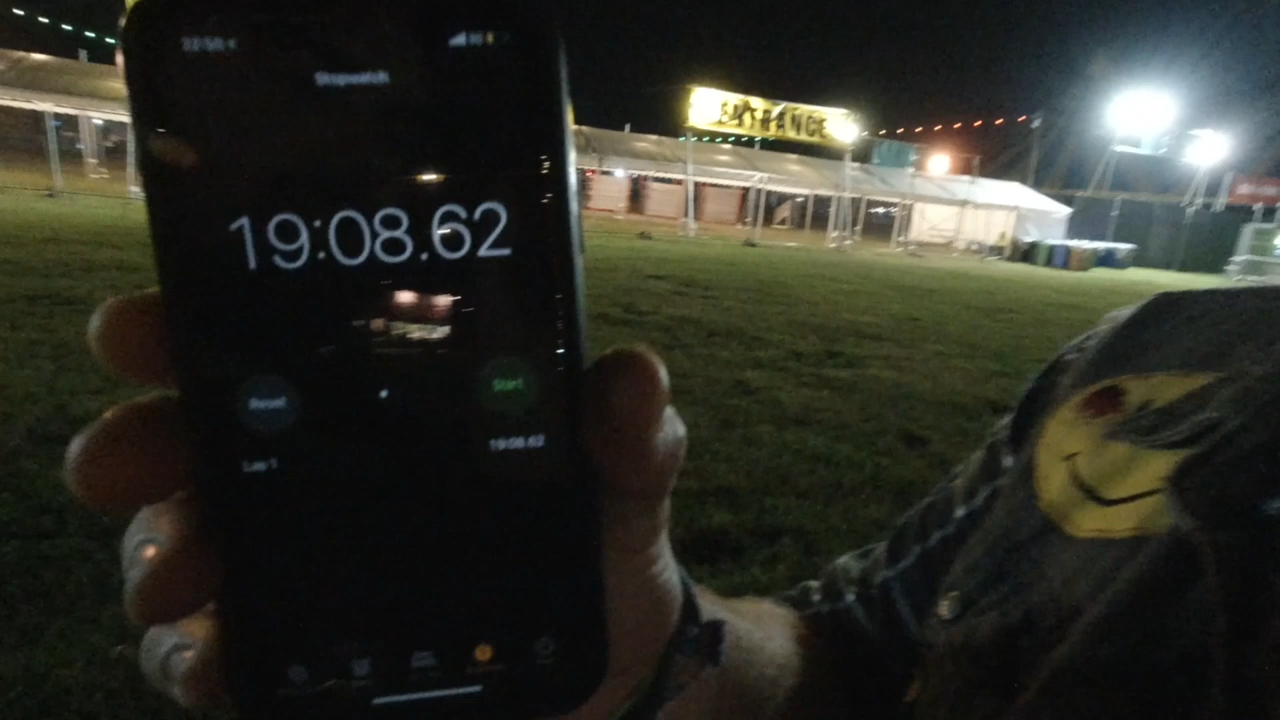 Stopwatch
ENTRANCE
19:08.62
Reset
Start
Lap 1
19:08.62